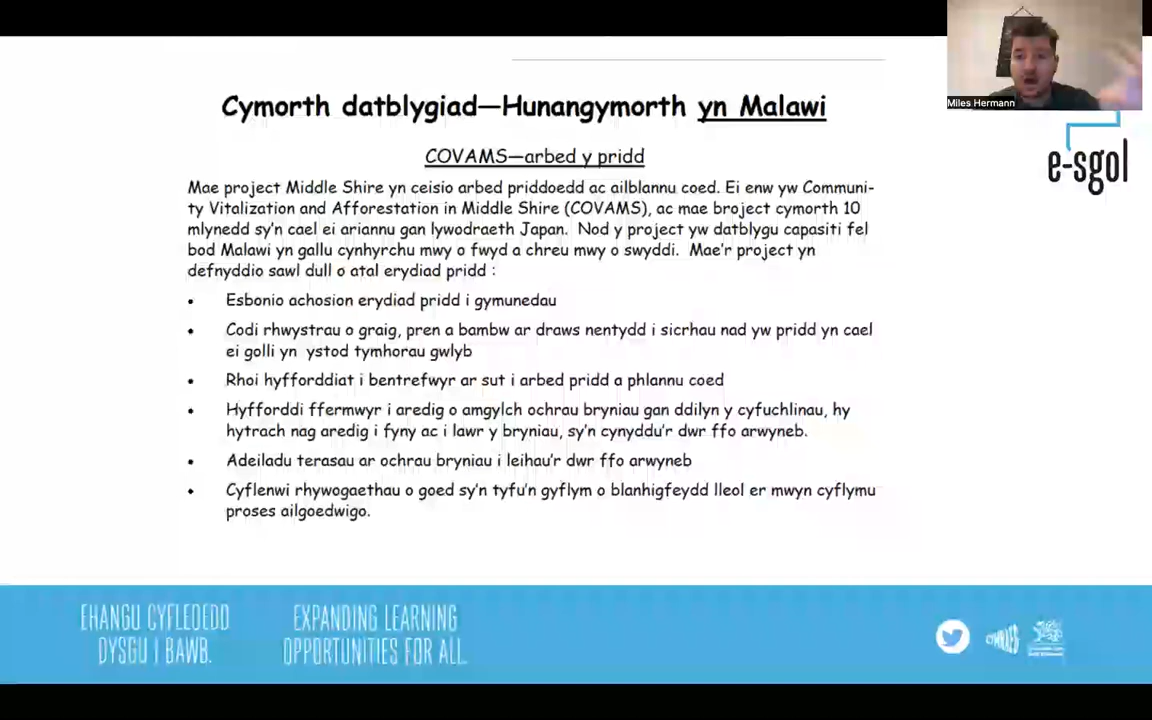 Miles Hermann
e-sgol
Cymorth datblygiad—Hunangymorth yn Malawi
COVAMS—arbed y pridd
Mae project Middle Shire yn ceisio arbed priddoedd ac ailblannu coed. Ei enw yw Communi-
ty Vitalization and Afforestation in Middle Shire (COVAMS), ac mae broject cymorth 10
mlynedd sy'n cael ei ariannu gan lywodraeth Japan. Nod y project yw datblygu capasiti fel
bod Malawi yn gallu cynhyrchu mwy o fwyd a chreu mwy o swyddi. Mae'r project yn
defnyddio sawl dull o atal erydiad pridd :
• Esbonio achosion erydiad pridd i gymunedau
• Codi rhwystrau o graig, pren a bambw ar draws nentydd i sicrhau nad yw pridd yn cael
ei golli yn ystod tymhorau gwlyb
• Rhoi hyfforddiat i bentrefwyr ar sut i arbed pridd a phlannu coed
• Hyfforddi ffermwyr i aredig o amgylch ochrau bryniau gan ddilyn y cyfuchlinau, hy
hytrach nag aredig i fyny ac i lawr y bryniau, sy'n cynyddu'r dwr ffo arwyneb.
• Adeiladu terasau ar ochrau bryniau i leihau'r dwr ffo arwyneb
• Cyflenwi rhywogaethau o goed sy'n tyfu'n gyflym o blanhigfeydd lleol er mwyn cyflymu
proses ailgoedwigo.
EHANGU CYFLEOEDD
DYSGU I BAWB.
EXPANDING LEARNING
OPPORTUNITIES FOR ALL.